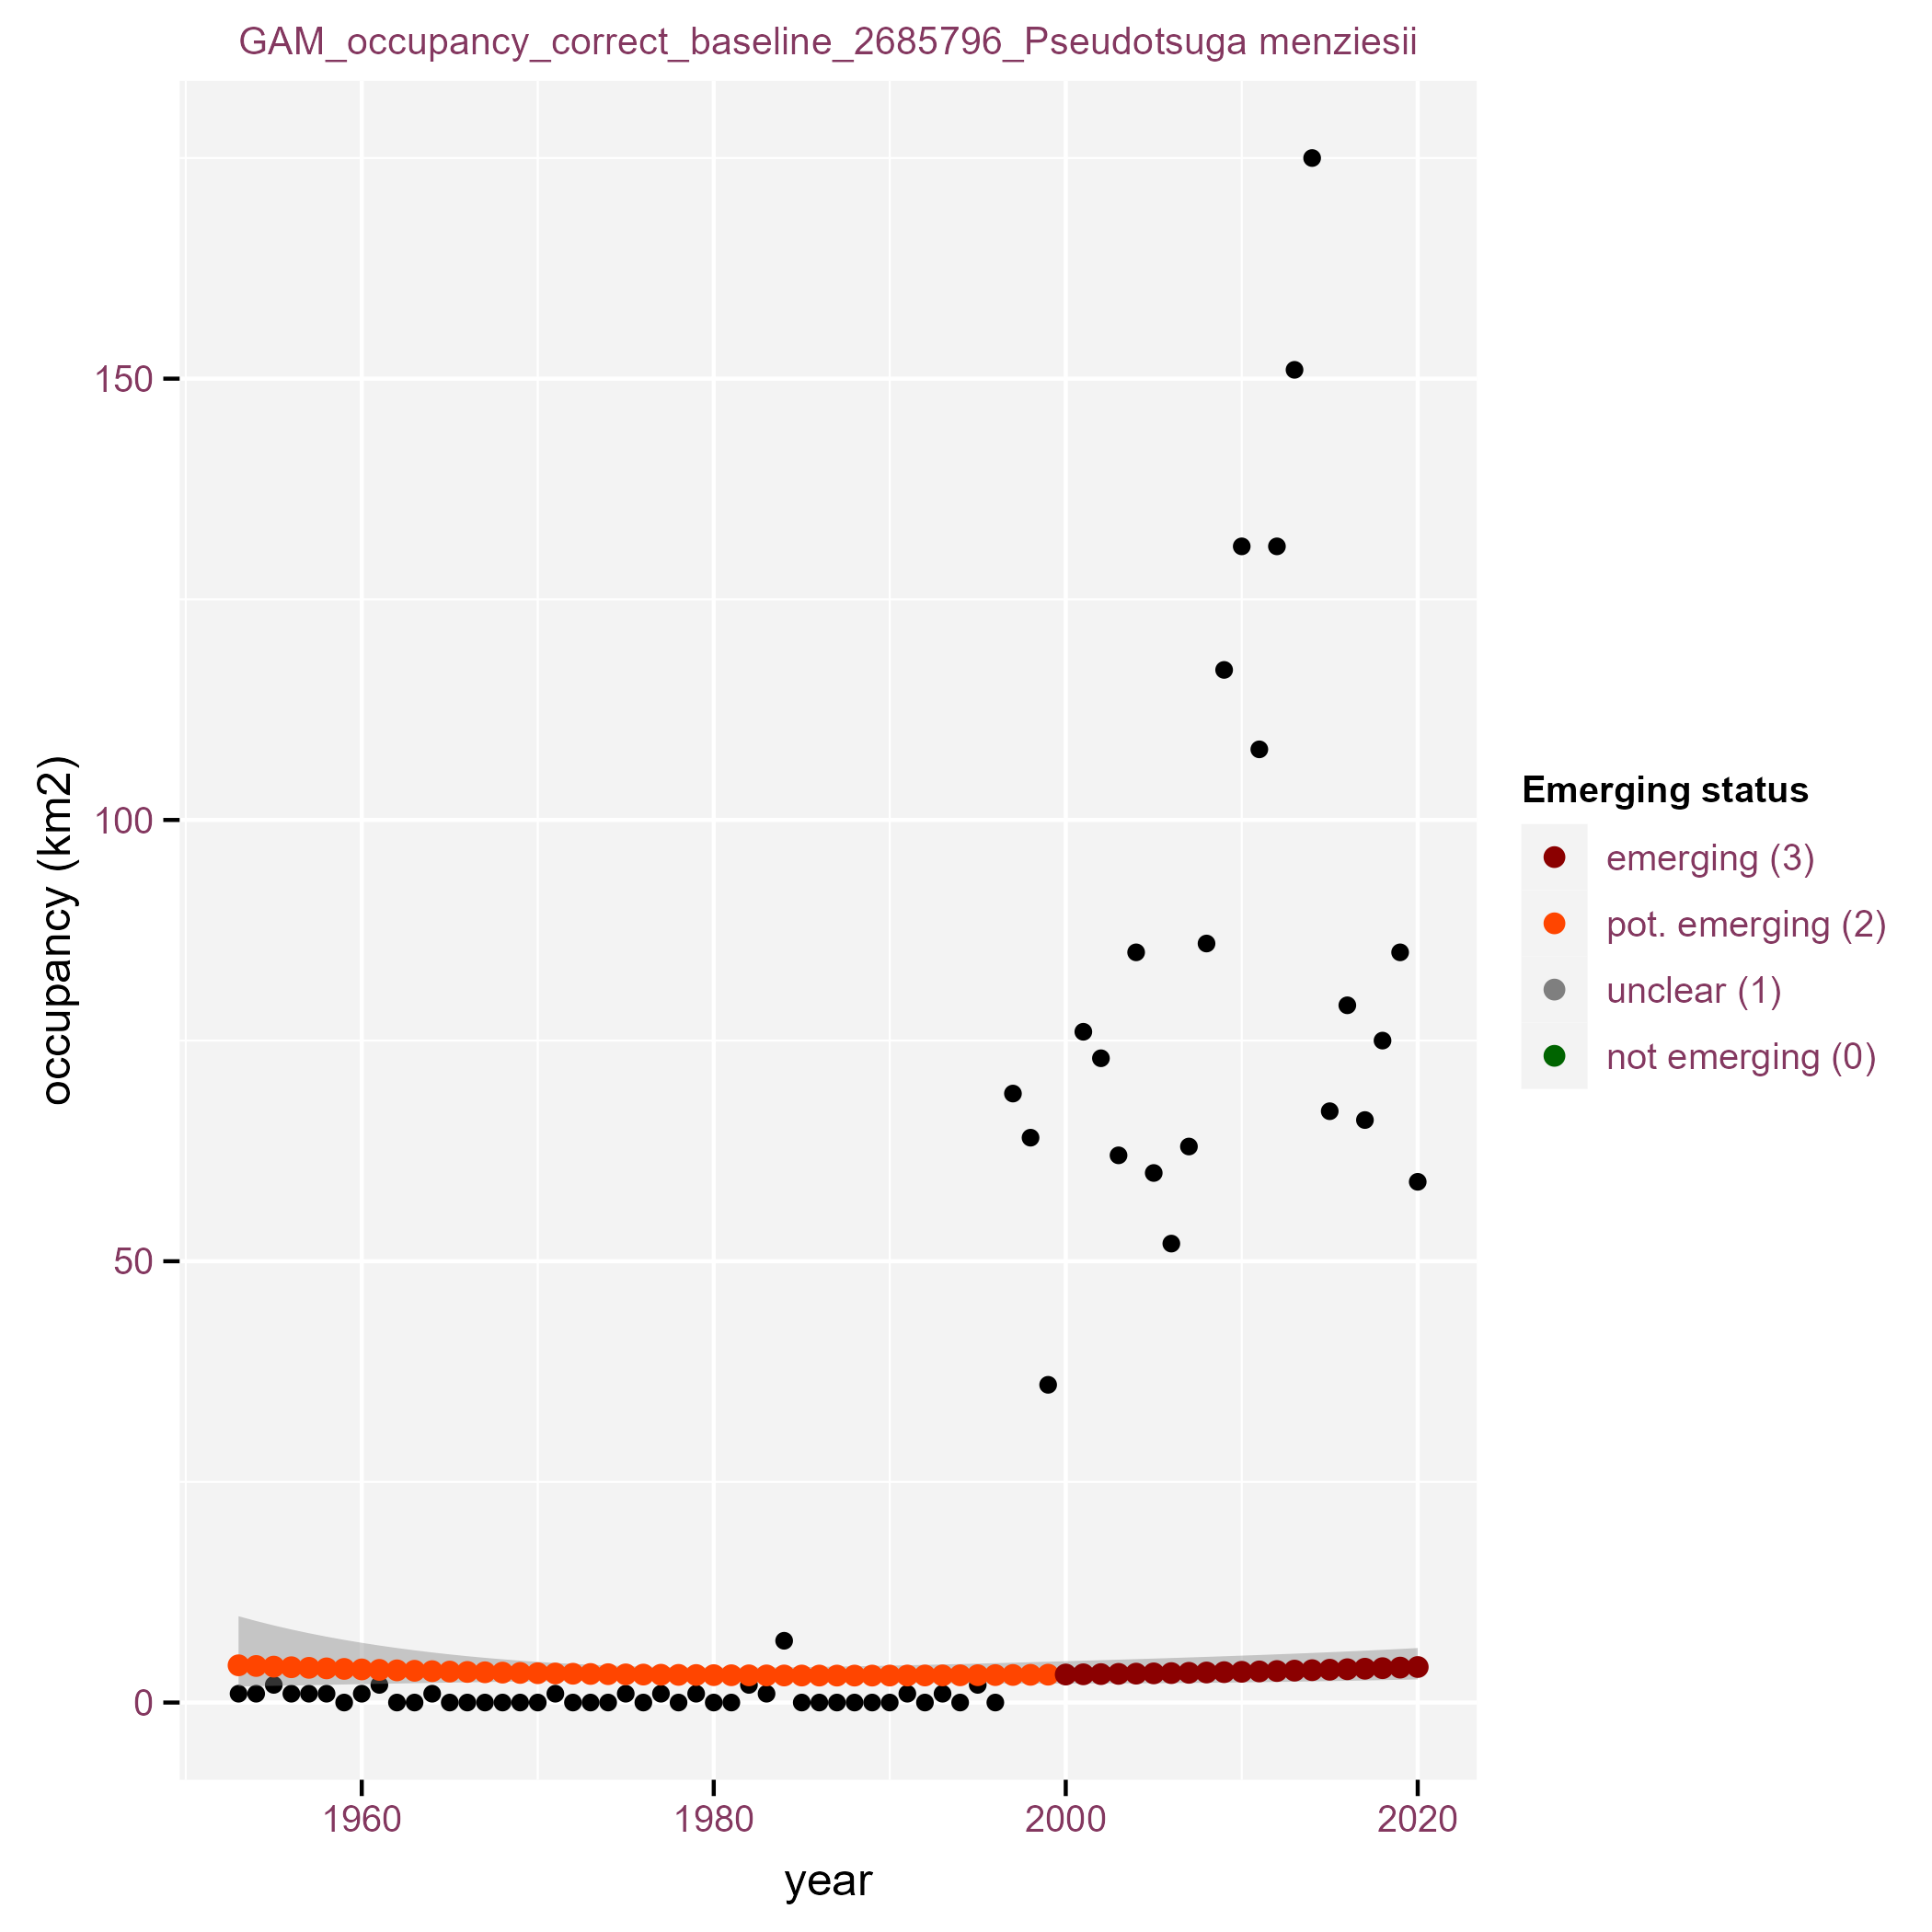 GAM_occupancy_correct_baseline_2685796_Pseudotsuga menziesii
occupancy (km2)
150
100
50
0
1960 1980 2000 2020
year
Emerging status
emerging (3)
pot. emerging (2)
unclear (1)
not emerging (0)